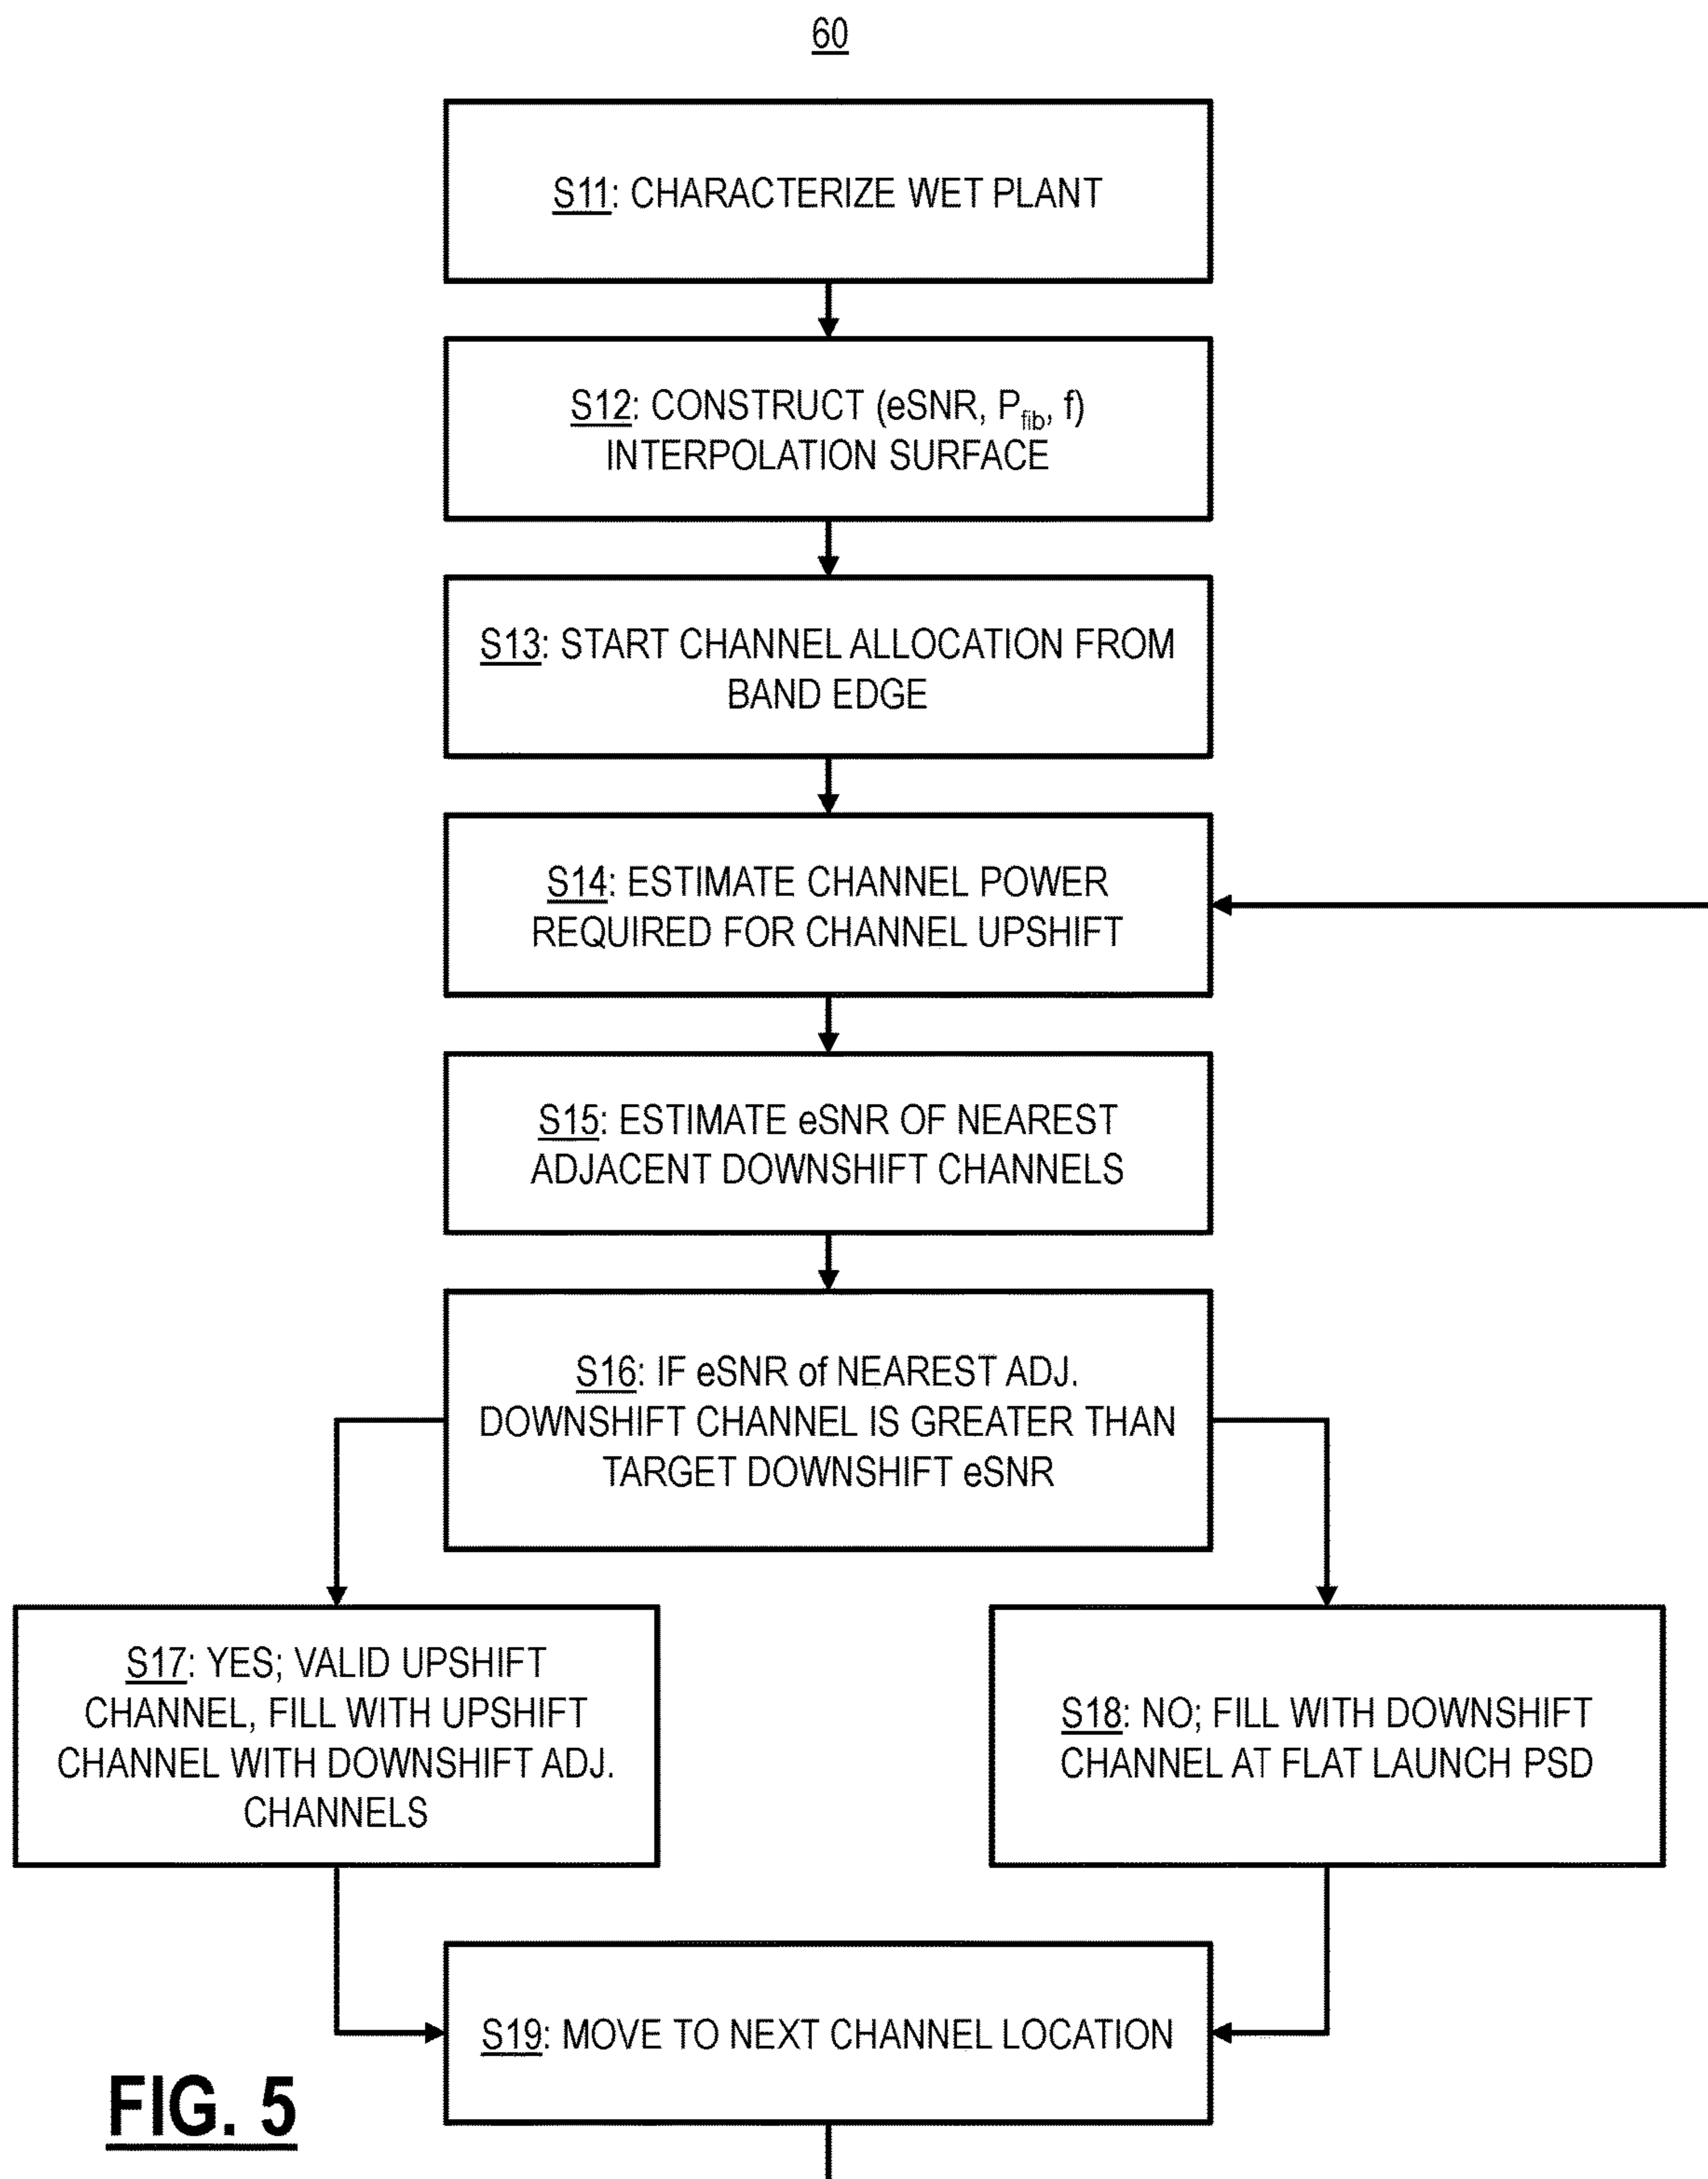 60
S11: CHARACTERIZE WET PLANT
S12: CONSTRUCT (eSNR, Pfib, f)
INTERPOLATION SURFACE
S13: START CHANNEL ALLOCATION FROM
BAND EDGE
S14: ESTIMATE CHANNEL POWER
REQUIRED FOR CHANNEL UPSHIFT
S15: ESTIMATE eSNR OF NEAREST
ADJACENT DOWNSHIFT CHANNELS
S16: IF eSNR of NEAREST ADJ.
DOWNSHIFT CHANNEL IS GREATER THAN
TARGET DOWNSHIFT eSNR
S17: YES; VALID UPSHIFT
CHANNEL, FILL WITH UPSHIFT
CHANNEL WITH DOWNSHIFT ADJ.
CHANNELS
S18: NO; FILL WITH DOWNSHIFT
CHANNEL AT FLAT LAUNCH PSD
S19: MOVE TO NEXT CHANNEL LOCATION
FIG. 5